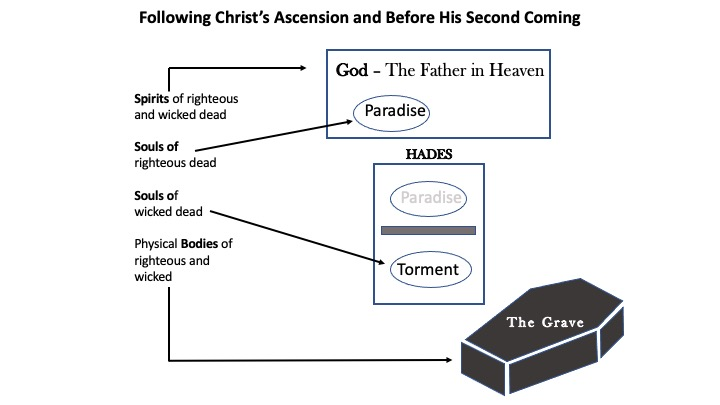 Following Christ's Ascension and Before His Second Coming
God – The Father in Heaven
Paradise
Spirits of righteous
and wicked dead
Souls of
righteous dead
Souls of
wicked dead
Physical Bodies of
righteous and
wicked
HADES
Paradise
Torment
The Grave